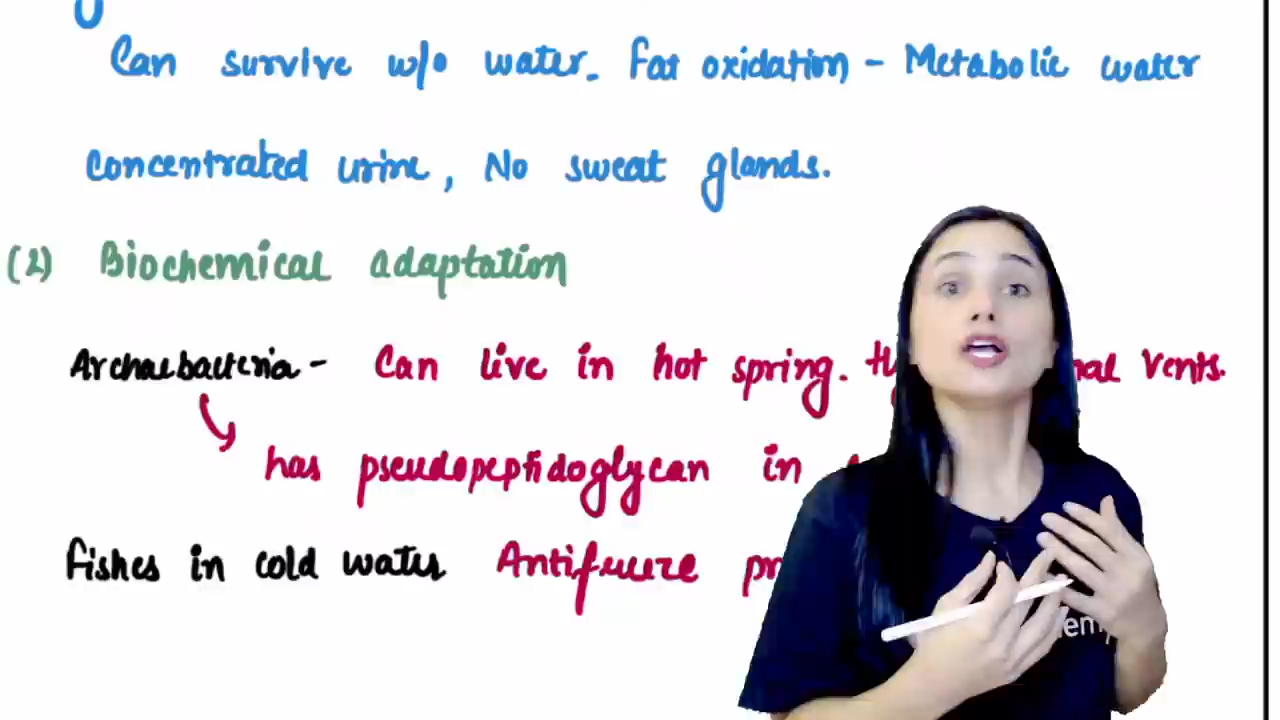 Can survive w/o water. Fat oxidation - Metabolic water
Concentrated urine, No sweat glands.
(2) Biochemical adaptation
Archaebacteria - Can live in hot spring. vents.
has pseudopeptidoglycan in
Fishes in cold water Antifreeze